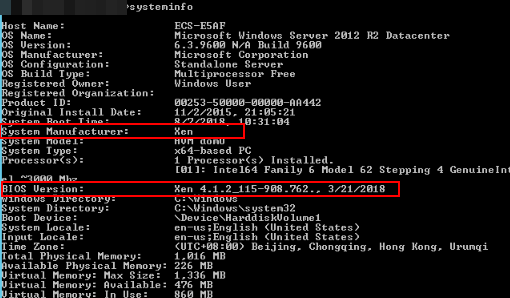 systeminfo
Host Name: ECS-E5AF
OS Name: Microsoft Windows Server 2012 R2 Datacenter
OS Version: 6.3.9600 N/A Build 9600
OS Manufacturer: Microsoft Corporation
OS Configuration: Standalone Server
OS Build Type: Multiprocessor Free
Registered Owner: Windows User
Registered Organization:
Product ID: 00253-50000-00000-AA442
Original Install Date: 11/2/2015, 21:05:21
System Boot Time: 8/7/2018, 10:31:04
System Manufacturer: Xen
System Model: HVM domU
System Type: x64-based PC
Processor(s): 1 Processor(s) Installed.
[01]: Intel64 Family 6 Model 62 Stepping 4 GenuineInt
el ~3000 Mhz
BIOS Version: Xen 4.1.2_115-908.762., 3/21/2018
Windows Directory: C:\Windows
System Directory: C:\Windows\system32
Boot Device: \Device\HarddiskVolume1
System Locale: en-us;English (United States)
Input Locale: en-us;English (United States)
Time Zone: (UTC+08:00) Beijing, Chongqing, Hong Kong, Urumqi
Total Physical Memory: 1,016 MB
Available Physical Memory: 226 MB
Virtual Memory: Max Size: 1,336 MB
Virtual Memory: Available: 476 MB
Virtual Memory: In Use: 860 MB